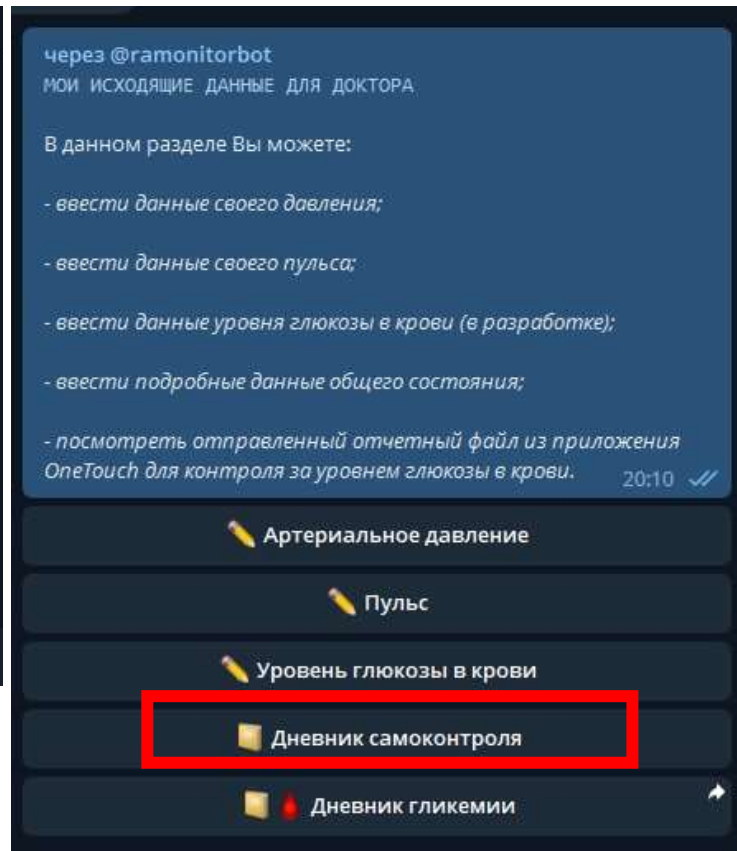 через @ramonitorbot
МОИ ИСХОДЯЩИЕ ДАННЫЕ ДЛЯ ДОКТОРА
В данном разделе Вы можете:
- ввести данные своего давления;
- ввести данные своего пульса;
- ввести данные уровня глюкозы в крови (в разработке);
- ввести подробные данные общего состояния;
- посмотреть отправленный отчетный файл из приложения
OneTouch для контроля за уровнем глюкозы в крови.
20:10
Артериальное давление
Пульс
Уровень глюкозы в крови
Дневник самоконтроля
Дневник гликемии